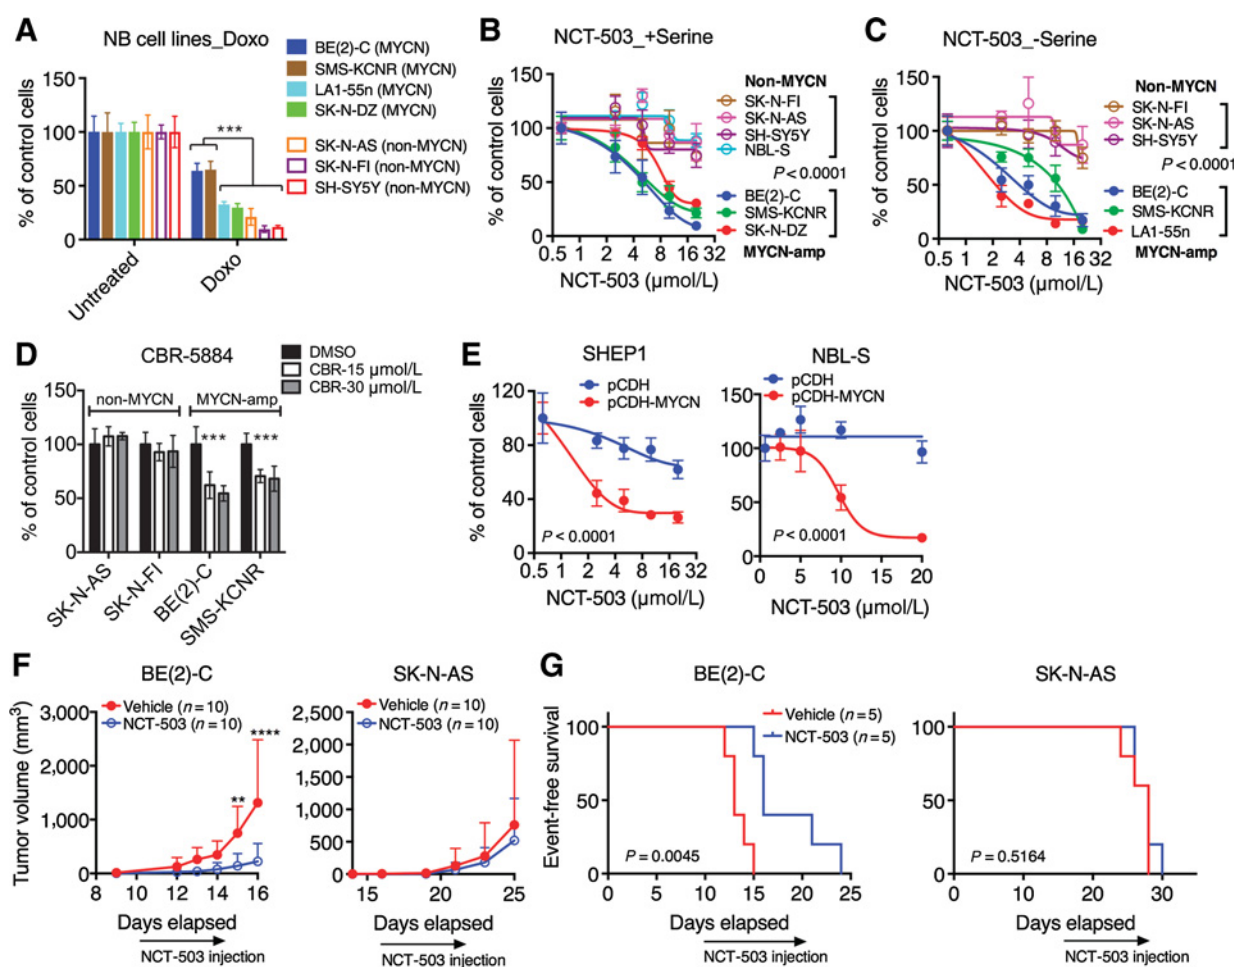 A
NB cell lines_Doxo
BE(2)-C (MYCN)
SMS-KCNR (MYCN)
LA1-55n (MYCN)
SK-N-DZ (MYCN)
SK-N-AS (non-MYCN)
SK-N-FI (non-MYCN)
SH-SY5Y (non-MYCN)
% of control cells
150
100
50
0
***
Untreated
Doxo
B
NCT-503_+Serine
Non-MYCN
SK-N-FI
SK-N-AS
SH-SY5Y
NBL-S
P < 0.0001
BE(2)-C
SMS-KCNR
SK-N-DZ
MYCN-amp
% of control cells
150
100
50
0
0.5 1 2 4 8 16 32
NCT-503 (µmol/L)
C
NCT-503_-Serine
Non-MYCN
SK-N-FI
SK-N-AS
SH-SY5Y
P < 0.0001
BE(2)-C
SMS-KCNR
LA1-55n
MYCN-amp
% of control cells
150
100
50
0
0.5 1 2 4 8 16 32
NCT-503 (µmol/L)
D
CBR-5884
DMSO
CBR-15 µmol/L
CBR-30 µmol/L
non-MYCN
MYCN-amp
*** ***
% of control cells
150
100
50
0
SK-N-AS
SK-N-FI
BE(2)-C
SMS-KCNR
E
SHEP1
pCDH
pCDH-MYCN
% of control cells
120
80
40
0
P < 0.0001
0.5 1 2 4 8 16 32
NCT-503 (µmol/L)
NBL-S
pCDH
pCDH-MYCN
150
100
50
0
P < 0.0001
0 5 10 15 20
NCT-503 (µmol/L)
F
BE(2)-C
Vehicle (n = 10)
NCT-503 (n = 10)
Tumor volume (mm³)
3,000
2,000
1,000
0
**
****
8 10 12 14 16
Days elapsed
NCT-503 injection
SK-N-AS
Vehicle (n = 10)
NCT-503 (n = 10)
2,500
2,000
1,500
1,000
500
0
15 20 25
Days elapsed
NCT-503 injection
G
BE(2)-C
Vehicle (n = 5)
NCT-503 (n = 5)
Event-free survival
100
50
0
P = 0.0045
0 5 10 15 20 25
Days elapsed
NCT-503 injection
SK-N-AS
100
50
0
P = 0.5164
0 10 20 30
Days elapsed
NCT-503 injection